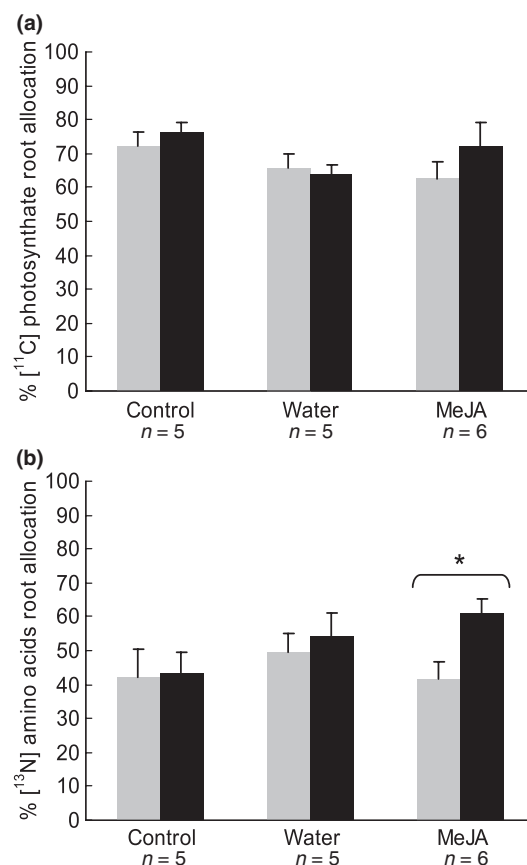 (a)
100
90
80
70
60
50
40
30
20
10
0
% [¹¹C] photosynthate root allocation
Control Water MeJA
n = 5 n = 5 n = 6
(b)
100
90
80
70
60
50
40
30
20
10
0
% [¹³N] amino acids root allocation
*
Control Water MeJA
n = 5 n = 5 n = 6